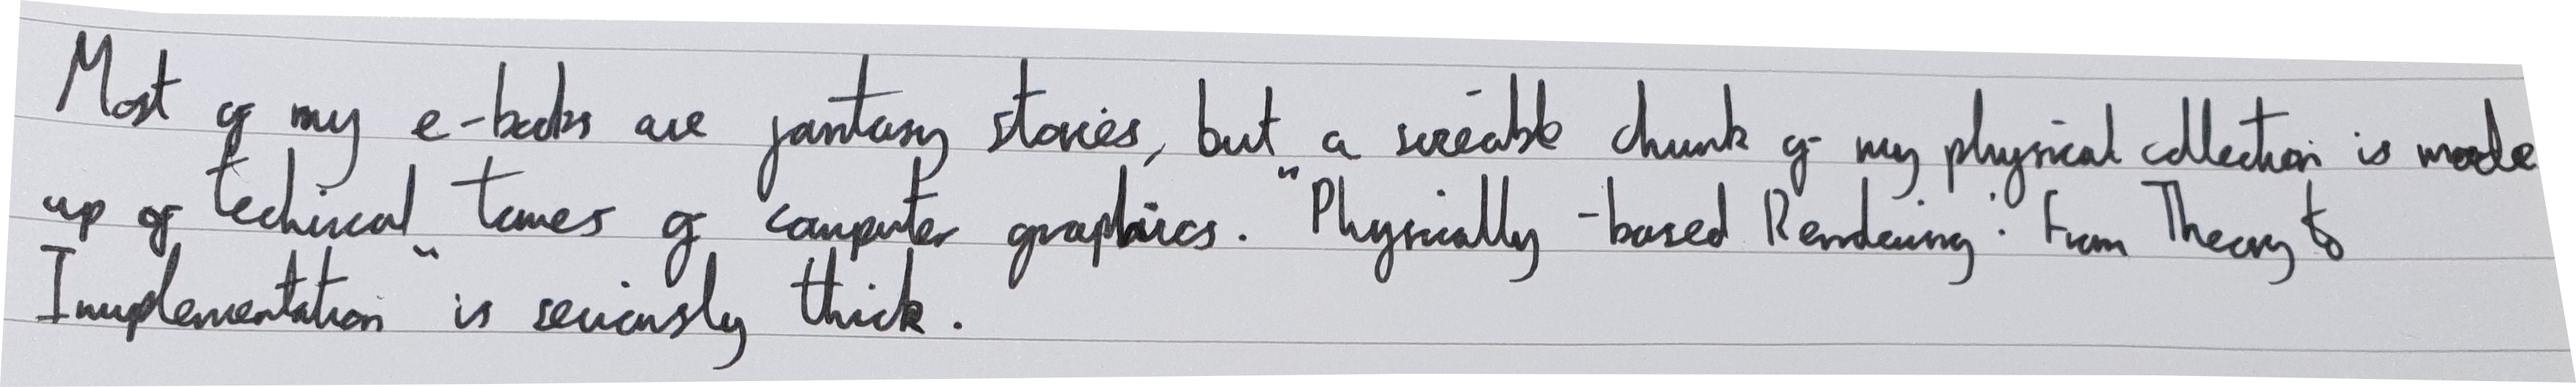 Most of my e-books are fantasy stories, but a sizeable chunk of my physical collection is made
up of techincal tomes of computer graphics. "Physically-based Rendering: From Theory to
Implementation" is seriously thick.